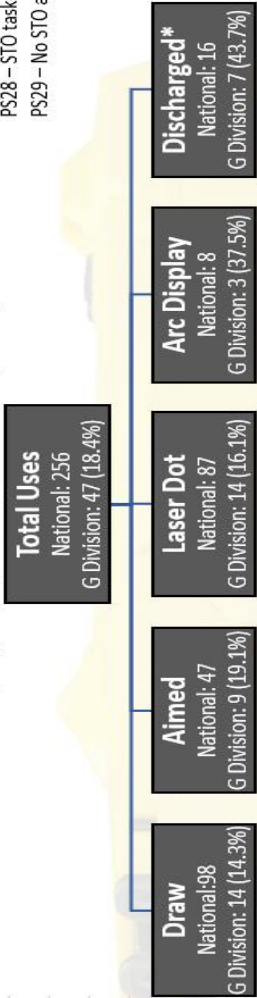 PS28 – STO task
PS29 – No STO a
Total Uses
National: 256
G Division: 47 (18.4%)
Draw
National:98
G Division: 14 (14.3%)
Aimed
National: 47
G Division: 9 (19.1%)
Laser Dot
National: 87
G Division: 14 (16.1%)
Arc Display
National: 8
G Division: 3 (37.5%)
Discharged*
National: 16
G Division: 7 (43.7%)